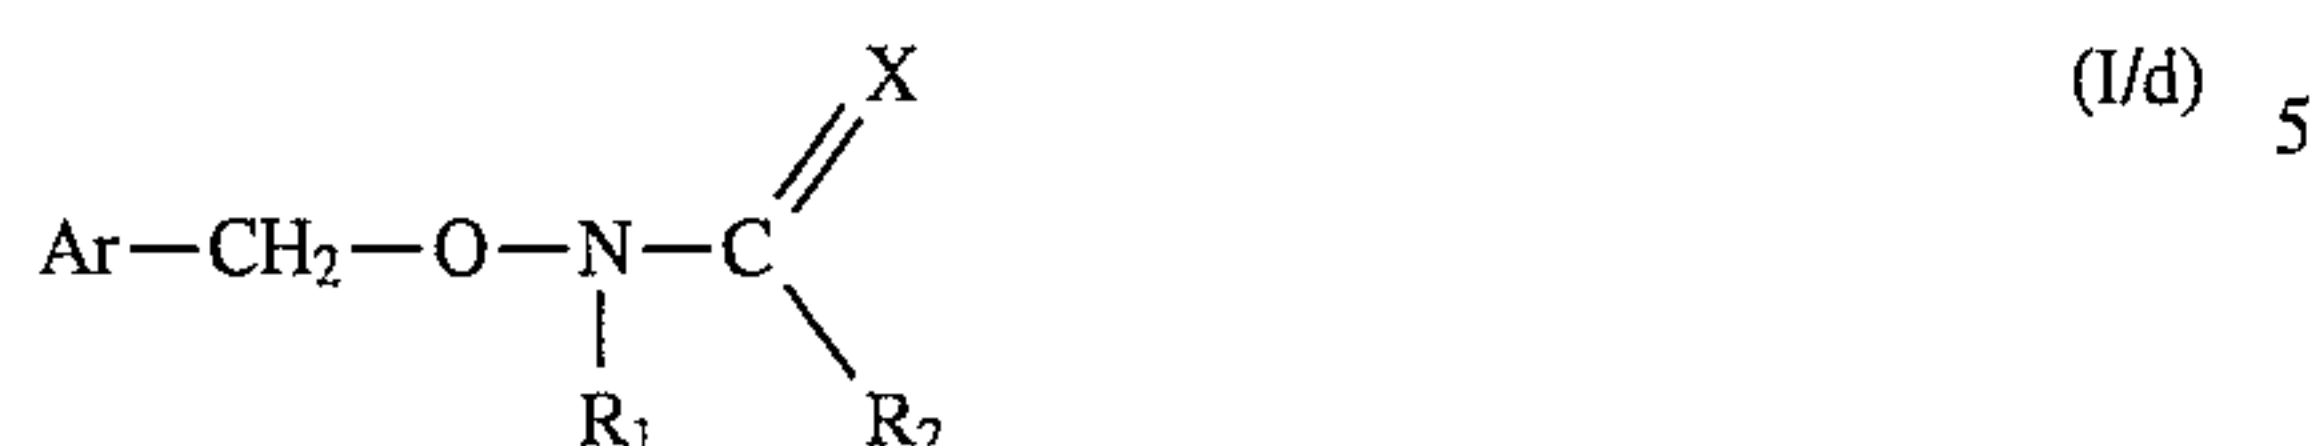 X
(I/d) 5
Ar—CH₂—O—N—C
R₁ R₂